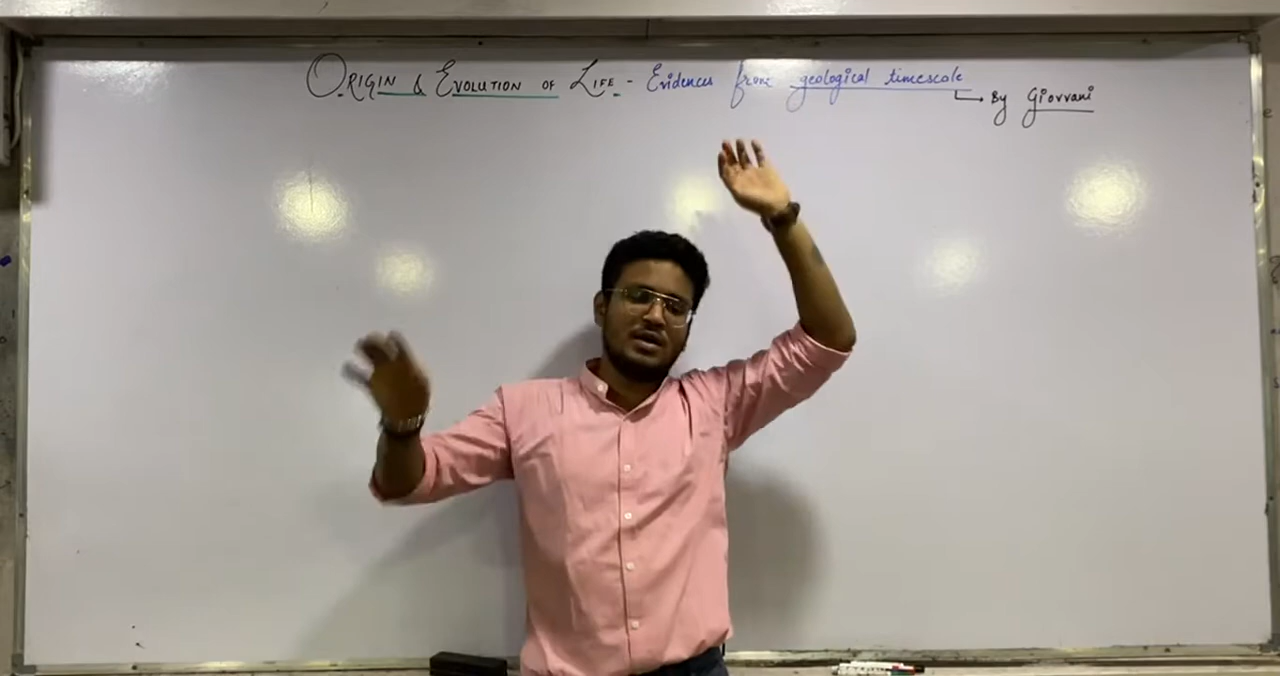 ORIGIN & EVOLUTION OF LIFE - Evidences from geological timescale
By Giovvani